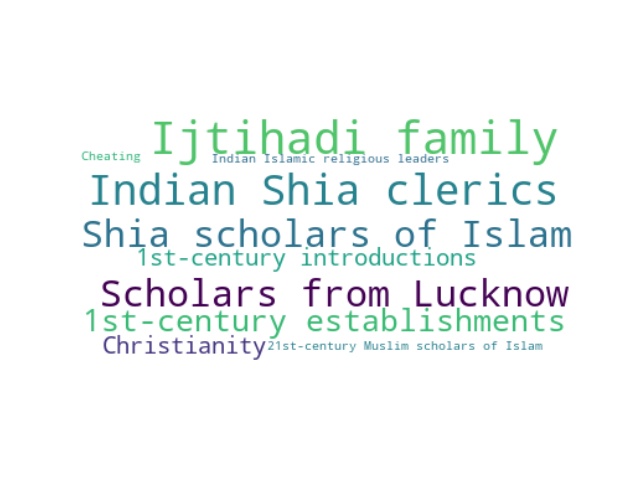 Ijtihadi family
Cheating
Indian Islamic religious leaders
Indian Shia clerics
Shia scholars of Islam
1st-century introductions
Scholars from Lucknow
1st-century establishments
Christianity
21st-century Muslim scholars of Islam